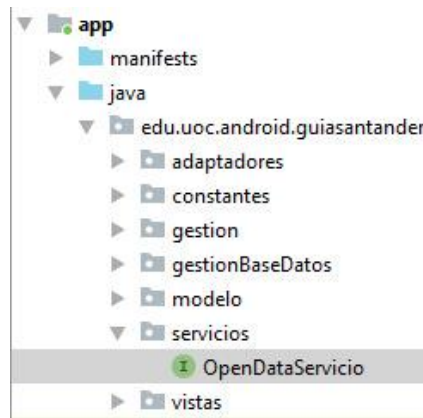 app
manifests
java
edu.uoc.android.guiasantander
adaptadores
constantes
gestion
gestionBaseDatos
modelo
servicios
I OpenDataServicio
vistas